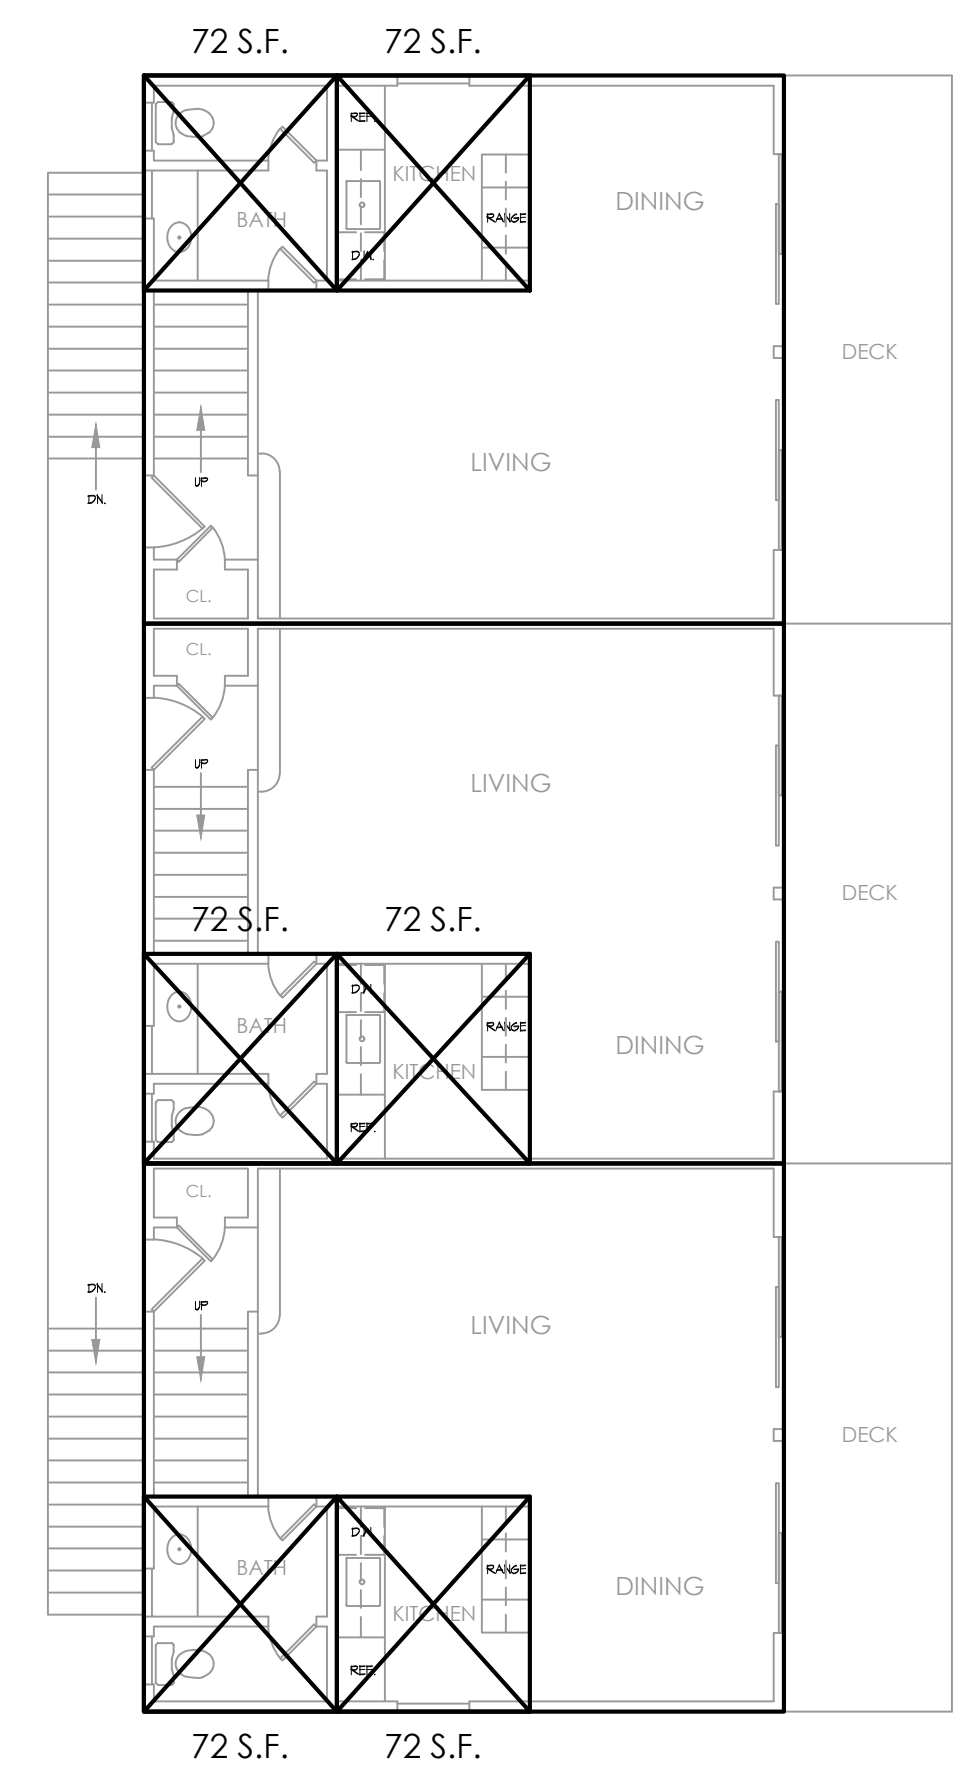 72 S.F. 72 S.F.
REF.
KITCHEN
DINING
BATH
RANGE
D.W.
DECK
LIVING
UP
DN.
CL.
CL.
UP
LIVING
DECK
72 S.F. 72 S.F.
D.W.
BATH
RANGE
DINING
KITCHEN
REF.
CL.
DN.
UP
LIVING
DECK
D.W.
BATH
RANGE
DINING
KITCHEN
REF.
72 S.F. 72 S.F.